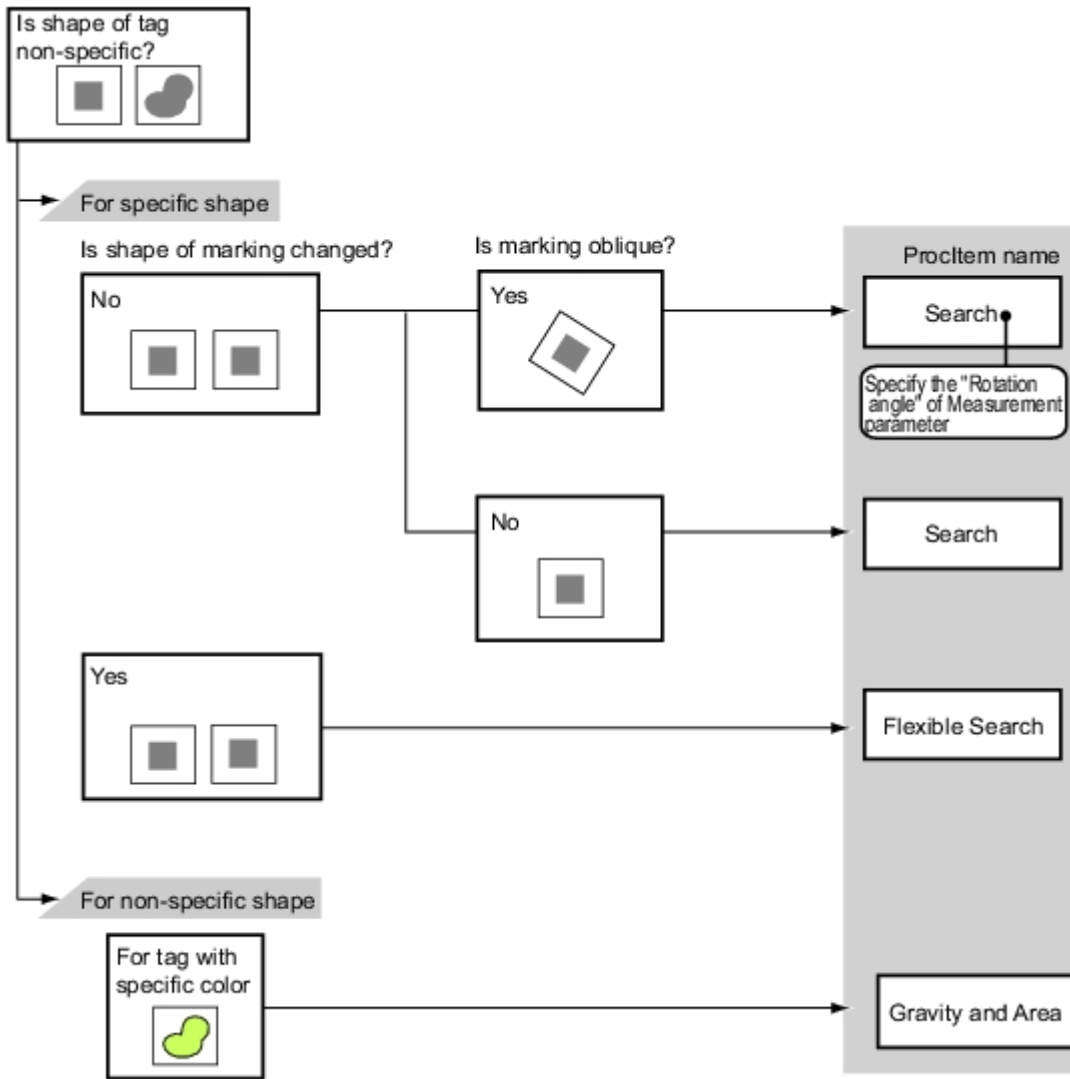 Is shape of tag
non-specific?
For specific shape
Is shape of marking changed?
Is marking oblique?
ProcItem name
No
Yes
Search
Specify the "Rotation
angle" of Measurement
parameter
No
Search
Yes
Flexible Search
For non-specific shape
For tag with
specific color
Gravity and Area